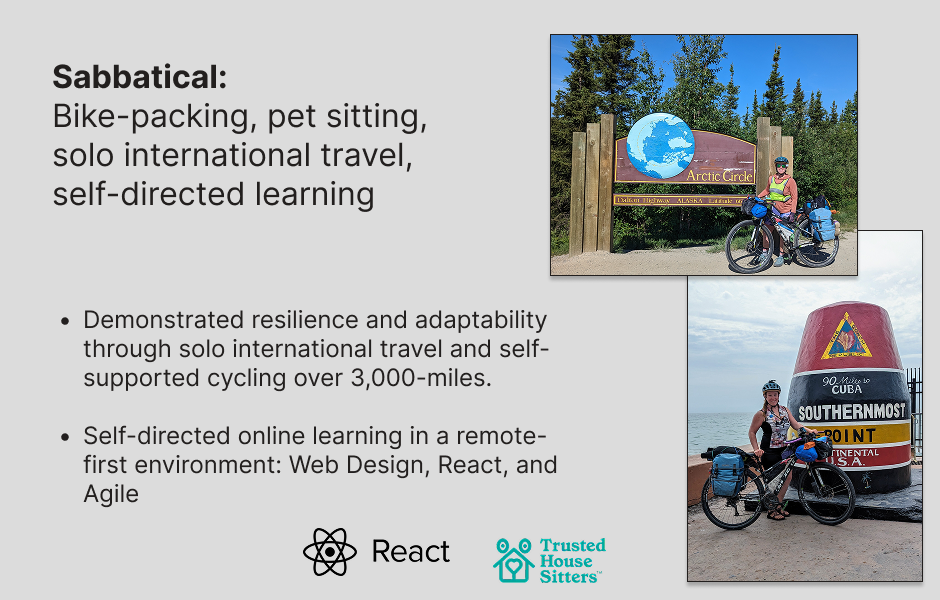 Sabbatical:
Bike-packing, pet sitting,
solo international travel,
self-directed learning
Arctic Circle
Dalton Highway ALASKA Latitude
• Demonstrated resilience and adaptability
through solo international travel and self-
supported cycling over 3,000-miles.
• Self-directed online learning in a remote-
first environment: Web Design, React, and
Agile
90 Miles to
CUBA
SOUTHERNMOST
POINT
U.S.A.
React
Trusted
House
Sitters™